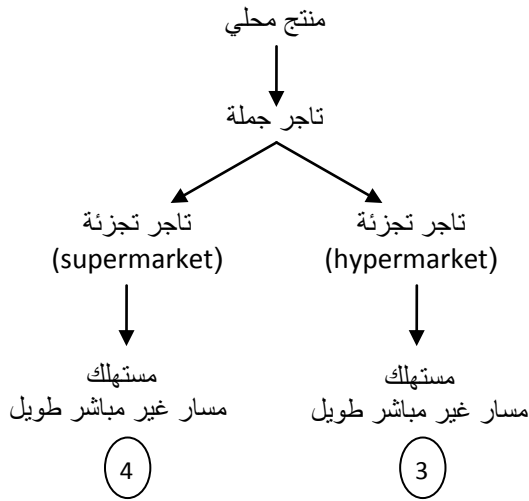 منتج محلي
تاجر جملة
تاجر تجزئة
(hypermarket)
تاجر تجزئة
(supermarket)
مستهلك
مسار غير مباشر طويل
3
مستهلك
مسار غير مباشر طويل
4